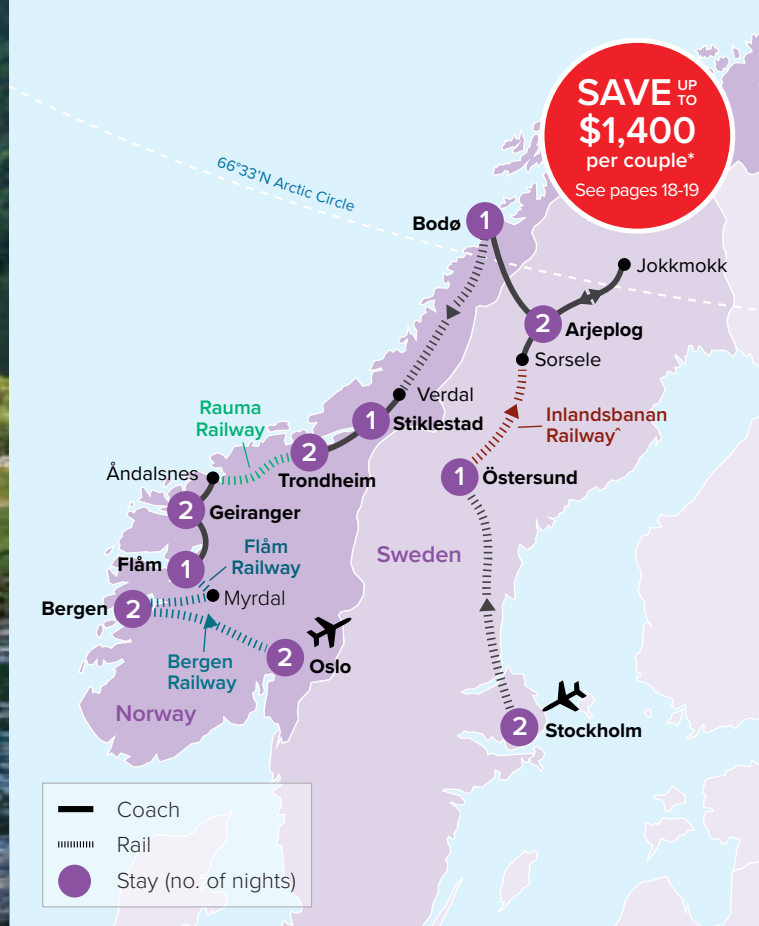 SAVE UP TO
$1,400
per couple*
See pages 18-19
66°33'N Arctic Circle
Bodø
1
Jokkmokk
2
Arjeplog
Sorsele
Verdal
Rauma
Railway
1
Stiklestad
Inlandsbanan
Railway^
2
Trondheim
Åndalsnes
1
Östersund
2
Geiranger
Sweden
Flåm
1
Flåm
Railway
Myrdal
Bergen
2
Bergen
Railway
2
Oslo
Norway
2
Stockholm
Coach
Rail
Stay (no. of nights)